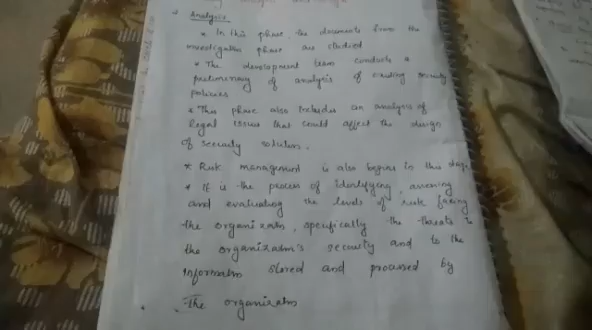 Analysis
* In this phase, the documents from the
investigation phase are studied
* The development team conducts a
preliminary of analysis of existing security
policies
* This phase also includes an analysis of
legal issues that could affect the design
of security solution.
* Risk management is also begins in this stage
* It is the process of identifying, assessing
and evaluating the levels of risk facing
the organization, specifically the threats to
the organization's security and to the
information stored and processed by
The organization